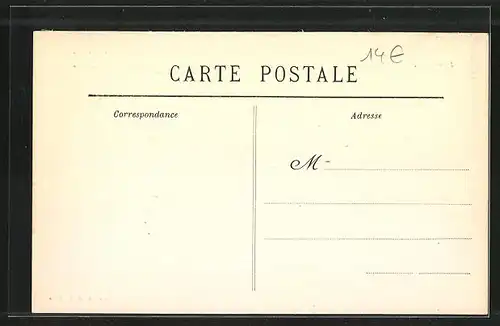 14€
CARTE POSTALE
Correspondance
Adresse
M